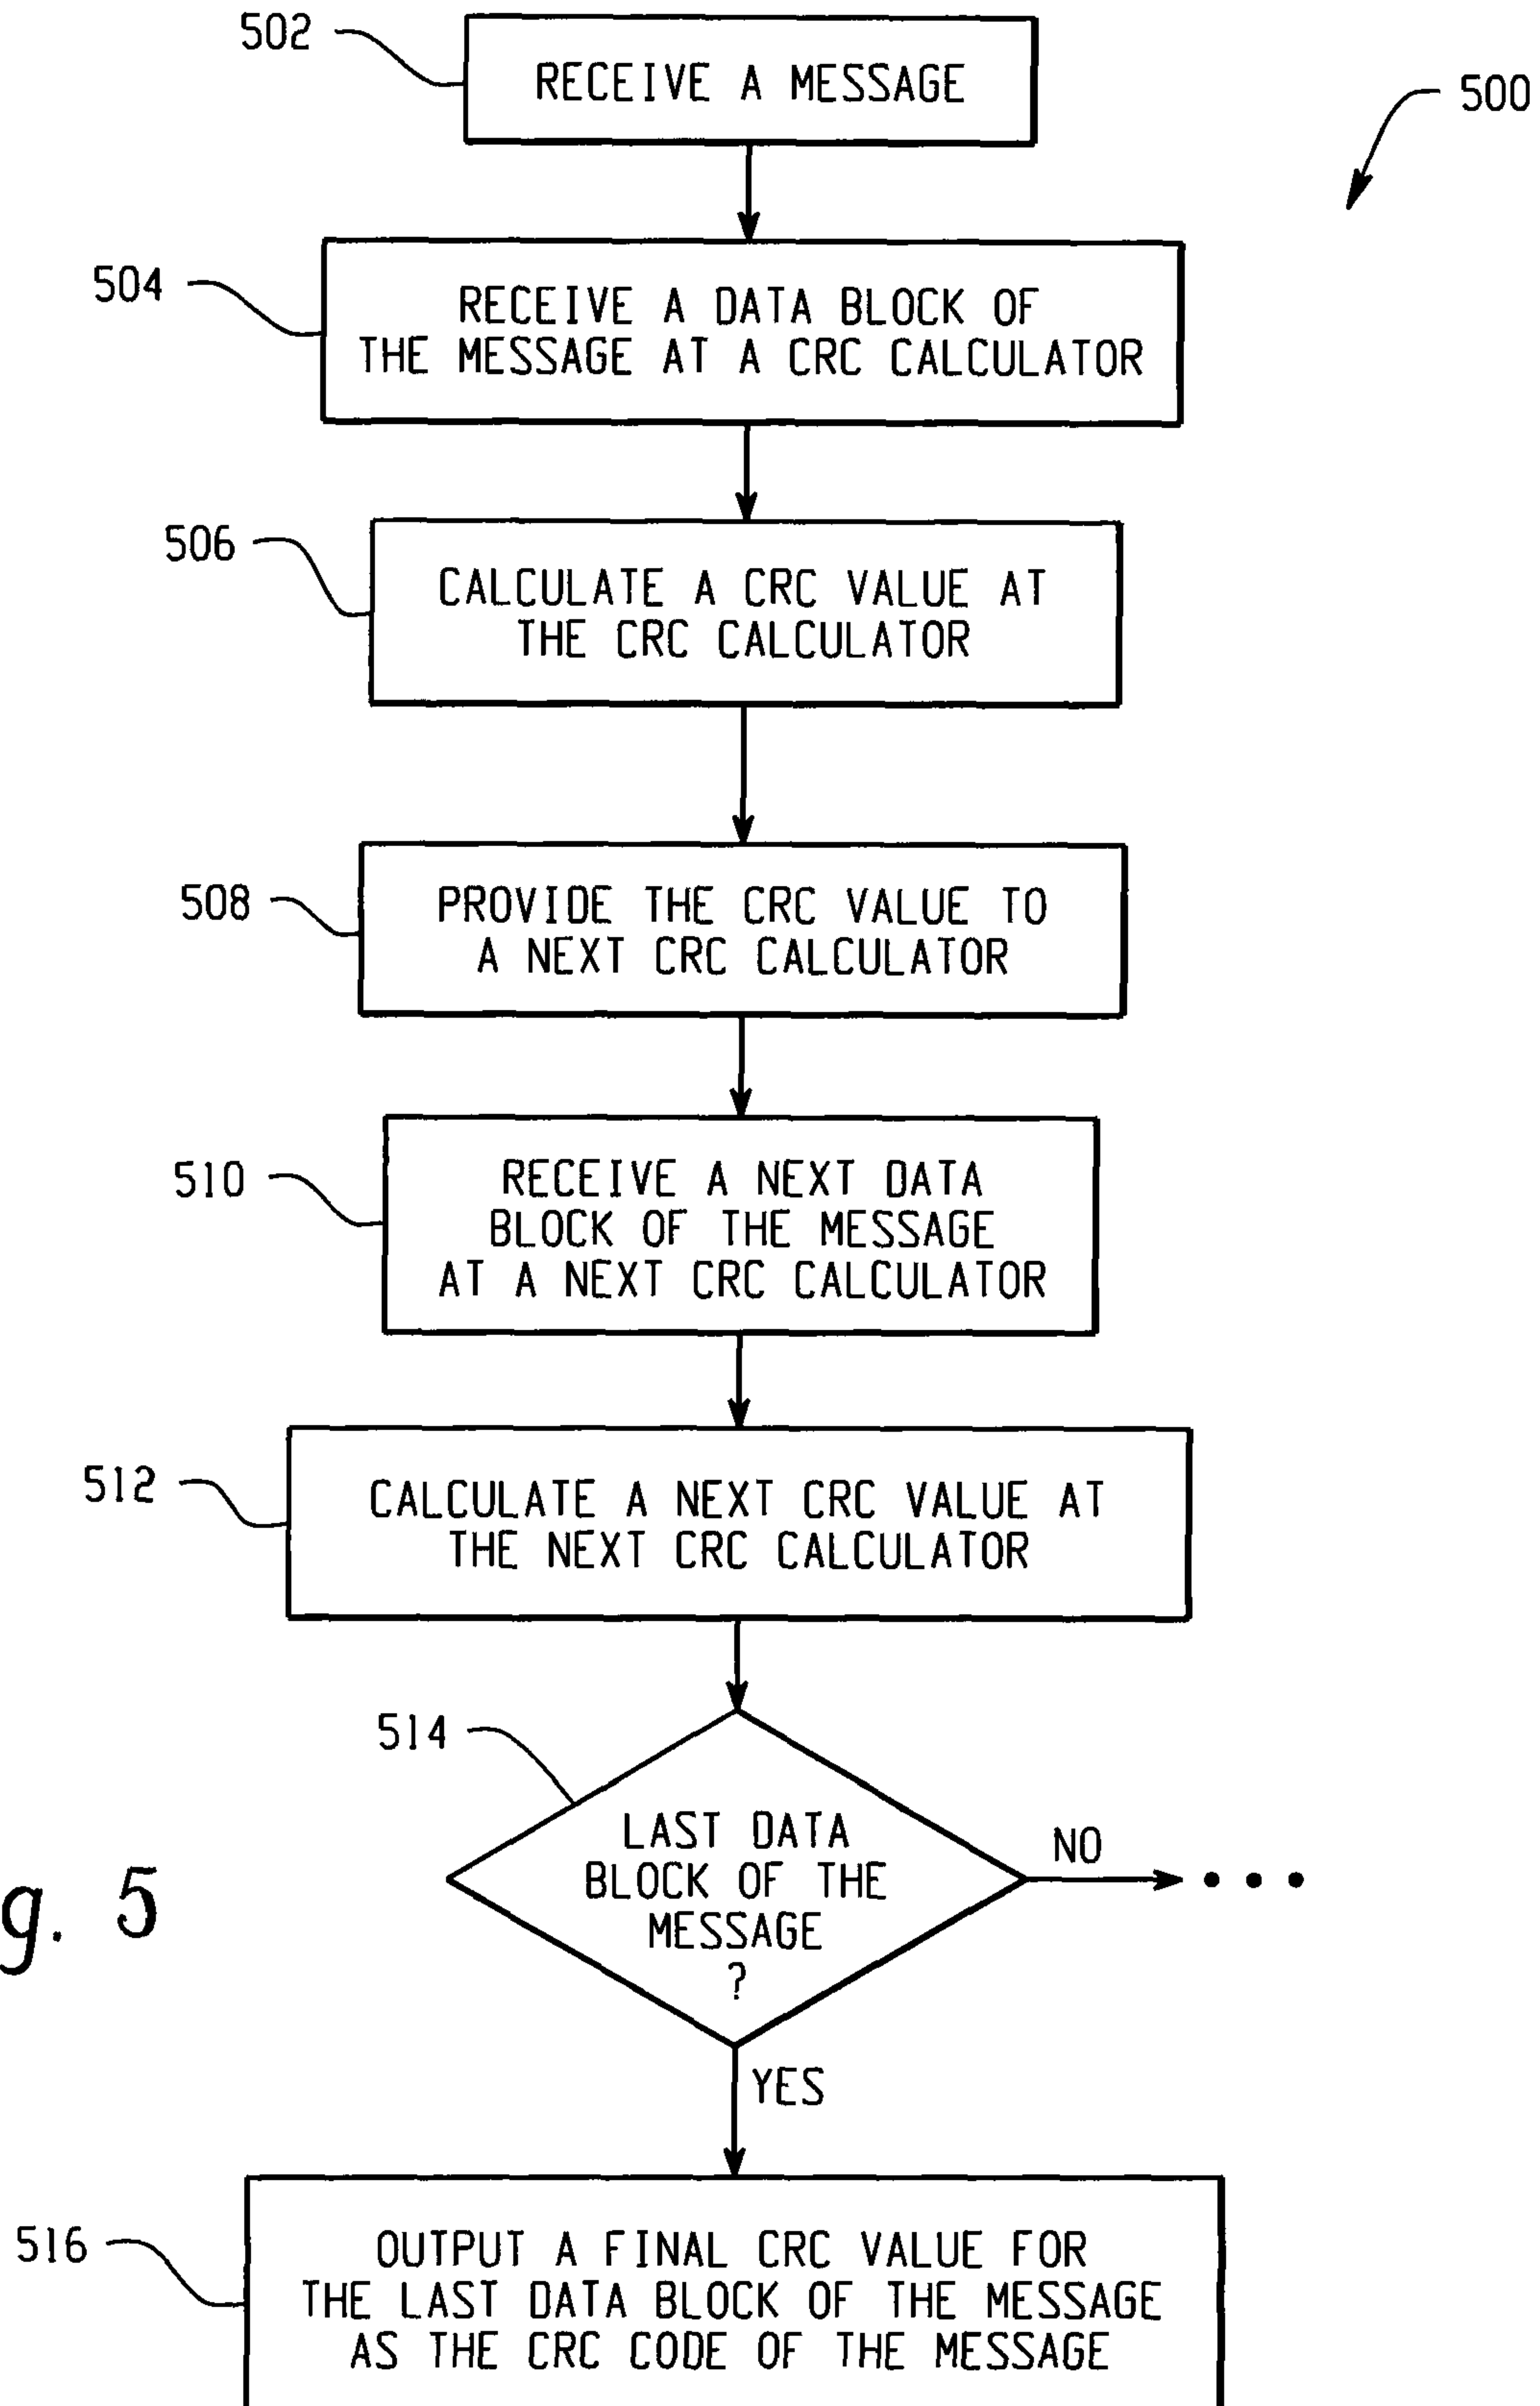 502
RECEIVE A MESSAGE
500
504
RECEIVE A DATA BLOCK OF
THE MESSAGE AT A CRC CALCULATOR
506
CALCULATE A CRC VALUE AT
THE CRC CALCULATOR
508
PROVIDE THE CRC VALUE TO
A NEXT CRC CALCULATOR
510
RECEIVE A NEXT DATA
BLOCK OF THE MESSAGE
AT A NEXT CRC CALCULATOR
512
CALCULATE A NEXT CRC VALUE AT
THE NEXT CRC CALCULATOR
514
LAST DATA
BLOCK OF THE
MESSAGE
?
NO
• • •
g. 5
YES
516
OUTPUT A FINAL CRC VALUE FOR
THE LAST DATA BLOCK OF THE MESSAGE
AS THE CRC CODE OF THE MESSAGE